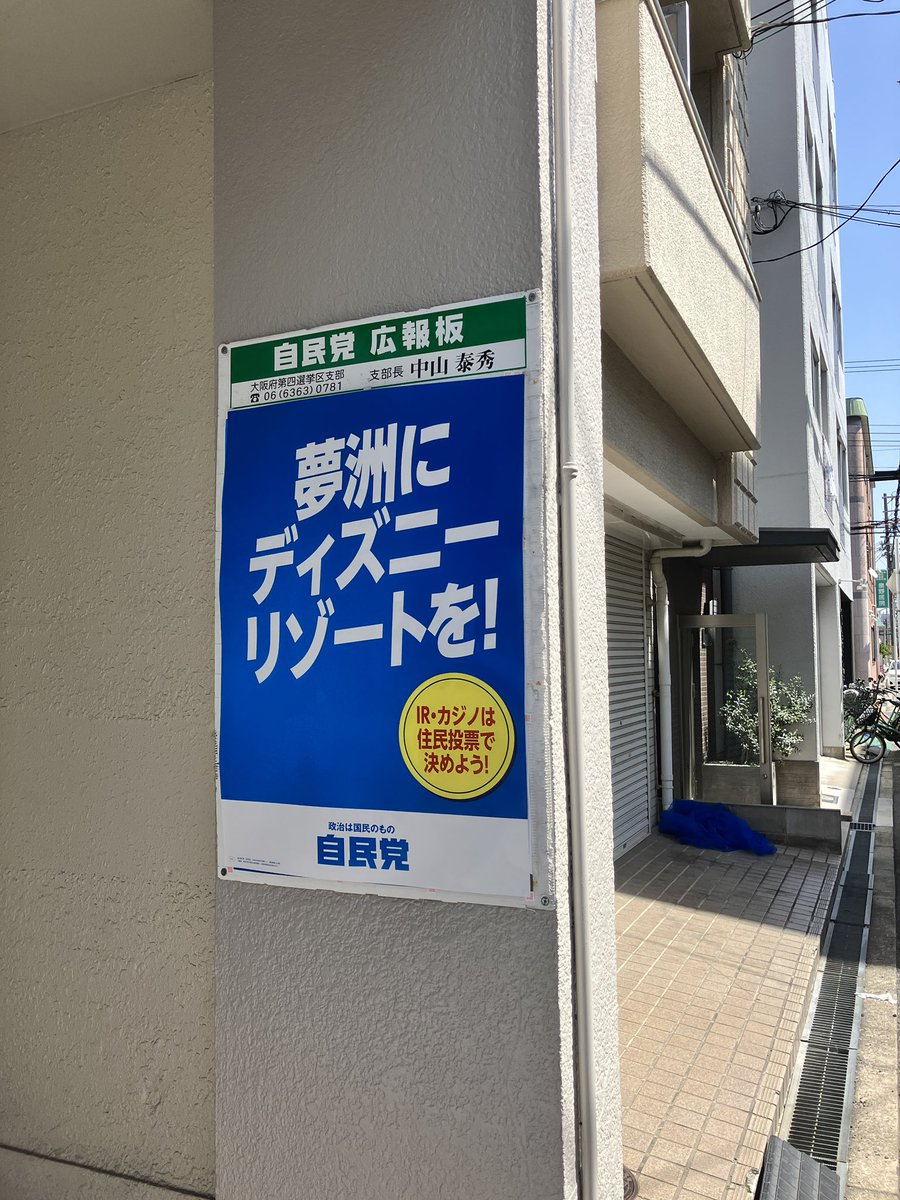 自民党 広報板
大阪府第四選挙区支部 支部長 中山 泰秀
☎ 06(6363)0781
夢洲に
ディズニー
リゾートを!
IR・カジノは
住民投票で
決めよう!
政治は国民のもの
自民党